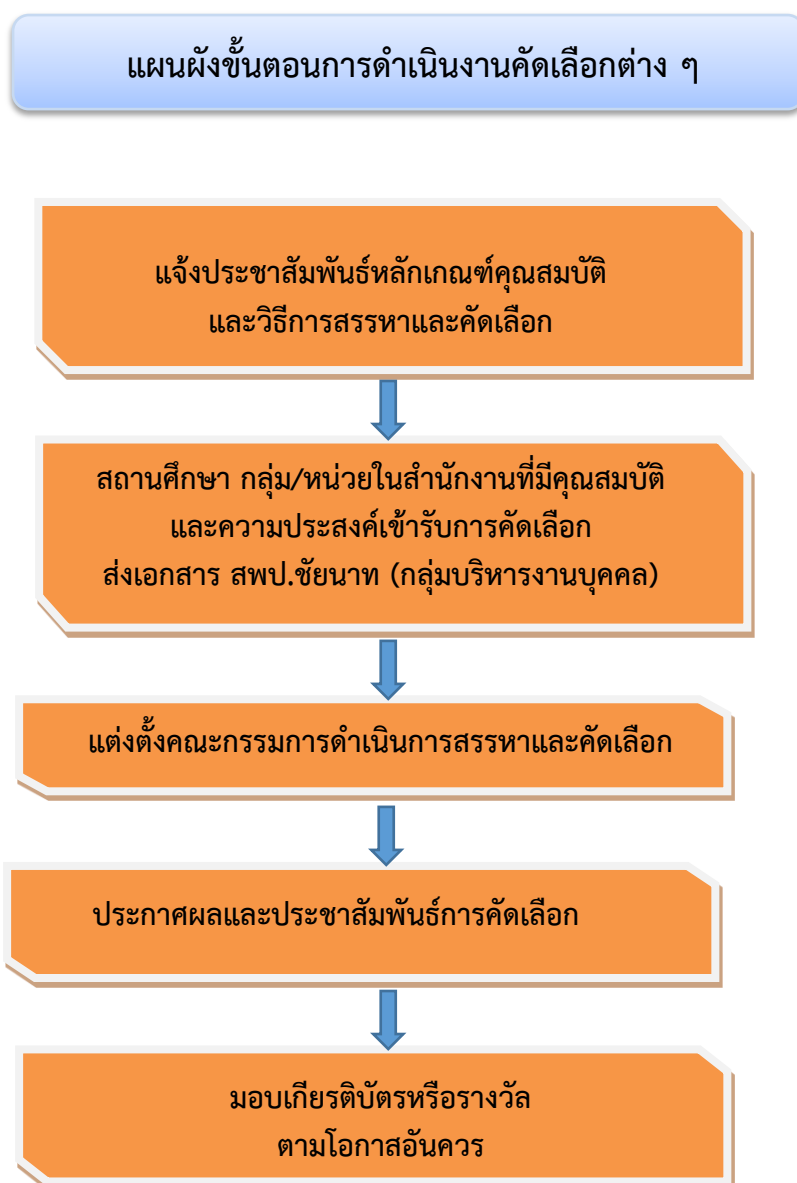 แผนผังขั้นตอนการดำเนินงานคัดเลือกต่าง ๆ
แจ้งประชาสัมพันธ์หลักเกณฑ์คุณสมบัติ
และวิธีการสรรหาและคัดเลือก
สถานศึกษา กลุ่ม/หน่วยในสำนักงานที่มีคุณสมบัติ
และความประสงค์เข้ารับการคัดเลือก
ส่งเอกสาร สพป.ชัยนาท (กลุ่มบริหารงานบุคคล)
แต่งตั้งคณะกรรมการดำเนินการสรรหาและคัดเลือก
ประกาศผลและประชาสัมพันธ์การคัดเลือก
มอบเกียรติบัตรหรือรางวัล
ตามโอกาสอันควร